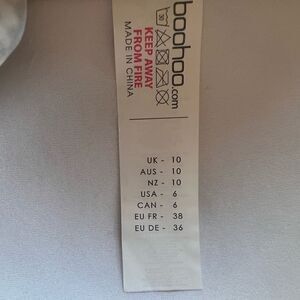 boohoo.com
30
KEEP AWAY
FROM FIRE
MADE IN CHINA
UK - 10
AUS - 10
NZ - 10
USA - 6
CAN - 6
EU FR - 38
EU DE - 36